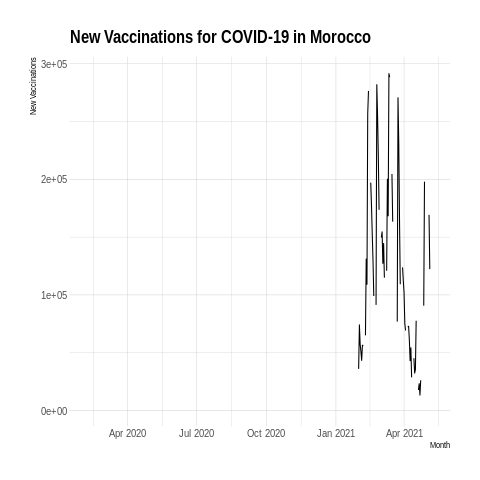 New Vaccinations for COVID-19 in Morocco
New Vaccinations
3e+05
2e+05
1e+05
0e+00
Apr 2020 Jul 2020 Oct 2020 Jan 2021 Apr 2021
Month